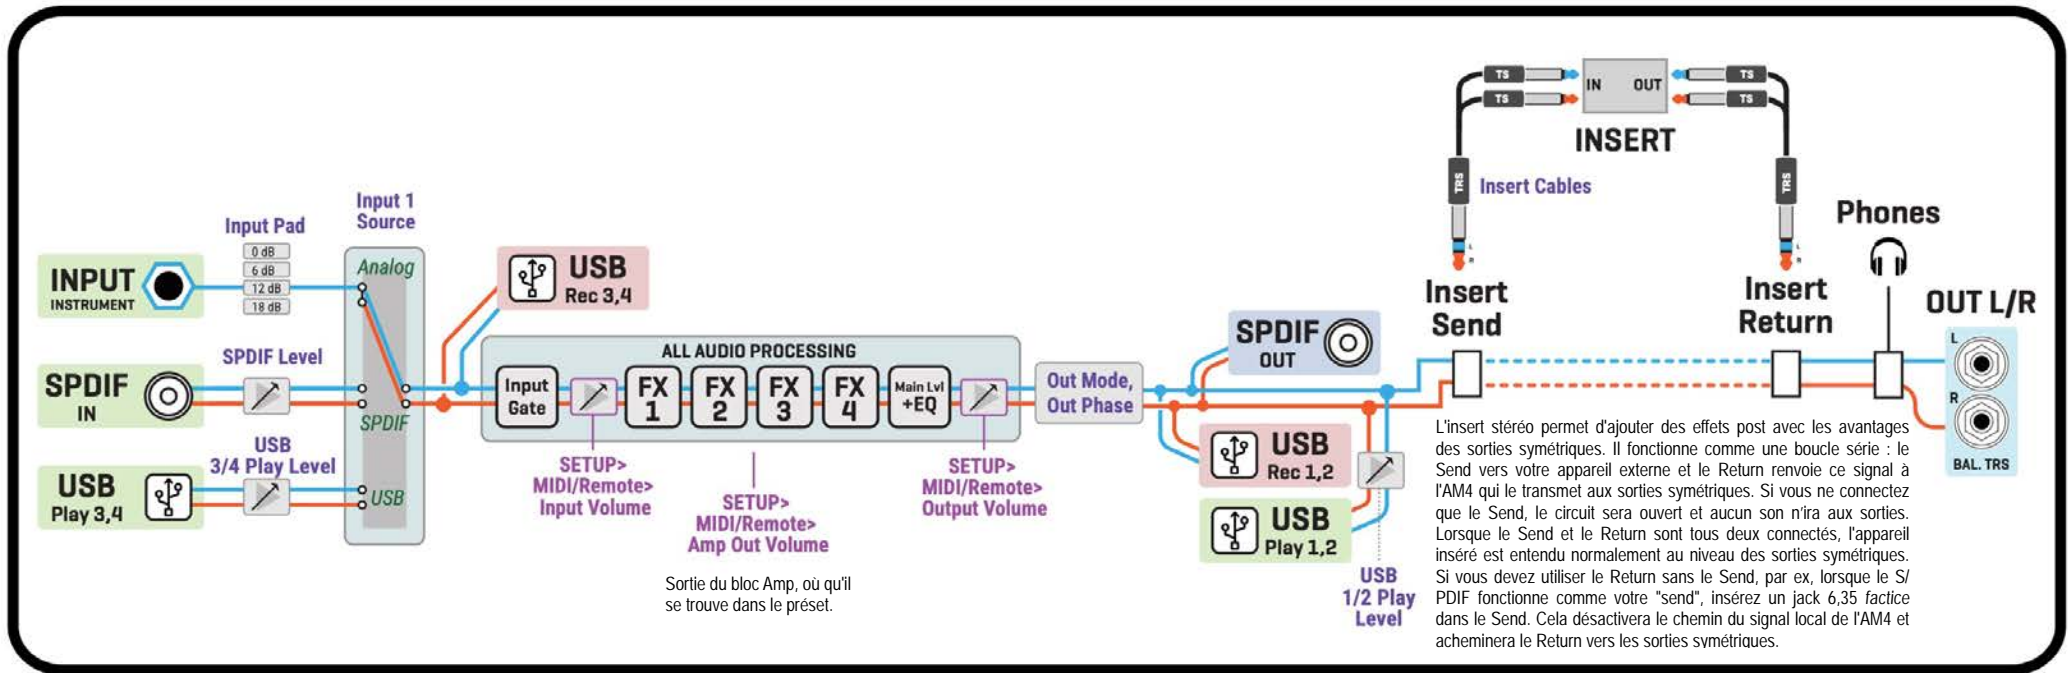 INPUT
INSTRUMENT
Input Pad
0 dB
6 dB
12 dB
18 dB
SPDIF
IN
SPDIF Level
USB
Play 3,4
USB
3/4 Play Level
Input 1
Source
Analog
SPDIF
USB
USB
Rec 3,4
ALL AUDIO PROCESSING
Input
Gate
FX
1
FX
2
FX
3
FX
4
Main Lvl
+EQ
SETUP>
MIDI/Remote>
Input Volume
SETUP>
MIDI/Remote>
Amp Out Volume
Sortie du bloc Amp, où qu'il
se trouve dans le préset.
SETUP>
MIDI/Remote>
Output Volume
Out Mode,
Out Phase
SPDIF
OUT
USB
Rec 1,2
USB
Play 1,2
USB
1/2 Play
Level
TS
TS
IN
OUT
TS
TS
INSERT
TRS
Insert Cables
TRS
L
R
L
R
Insert
Send
Insert
Return
Phones
OUT L/R
L
R
BAL. TRS
L'insert stéréo permet d'ajouter des effets post avec les avantages
des sorties symétriques. Il fonctionne comme une boucle série : le
Send vers votre appareil externe et le Return renvoie ce signal à
l'AM4 qui le transmet aux sorties symétriques. Si vous ne connectez
que le Send, le circuit sera ouvert et aucun son n'ira aux sorties.
Lorsque le Send et le Return sont tous deux connectés, l'appareil
inséré est entendu normalement au niveau des sorties symétriques.
Si vous devez utiliser le Return sans le Send, par ex, lorsque le S/
PDIF fonctionne comme votre "send", insérez un jack 6,35 factice
dans le Send. Cela désactivera le chemin du signal local de l'AM4 et
acheminera le Return vers les sorties symétriques.